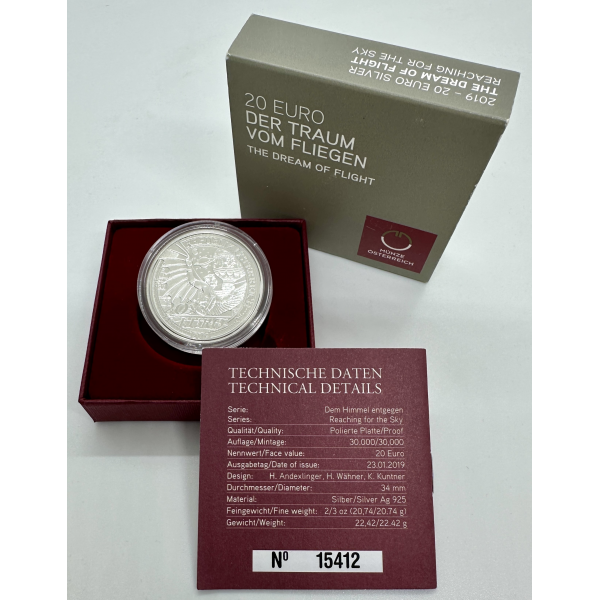 2019 – 20 EURO SILVER
THE DREAM OF FLIGHT
REACHING FOR THE SKY
20 EURO
DER TRAUM
VOM FLIEGEN
THE DREAM OF FLIGHT
MÜNZE
ÖSTERREICH
TECHNISCHE DATEN
TECHNICAL DETAILS
Serie: Dem Himmel entgegen
Series: Reaching for the Sky
Qualität/Quality: Polierte Platte/Proof
Auflage/Mintage: 30.000/30,000
Nennwert/Face value: 20 Euro
Ausgabetag/Date of issue: 23.01.2019
Design: H. Andexlinger, H. Wähner, K. Kuntner
Durchmesser/Diameter: 34 mm
Material: Silber/Silver Ag 925
Feingewicht/Fine weight: 2/3 oz (20,74/20.74 g)
Gewicht/Weight: 22,42/22.42 g
Nº 15412